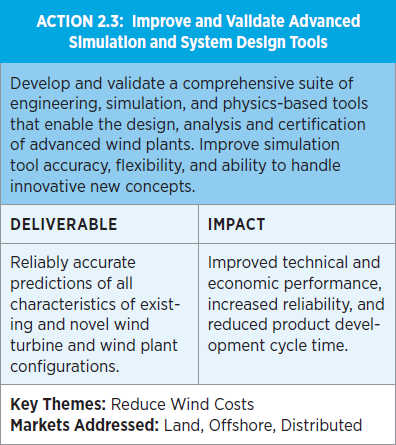 ACTION 2.3: Improve and Validate Advanced
Simulation and System Design Tools
Develop and validate a comprehensive suite of
engineering, simulation, and physics-based tools
that enable the design, analysis and certification
of advanced wind plants. Improve simulation
tool accuracy, flexibility, and ability to handle
innovative new concepts.
DELIVERABLE
Reliably accurate
predictions of all
characteristics of exist-
ing and novel wind
turbine and wind plant
configurations.
IMPACT
Improved technical and
economic performance,
increased reliability, and
reduced product devel-
opment cycle time.
Key Themes: Reduce Wind Costs
Markets Addressed: Land, Offshore, Distributed